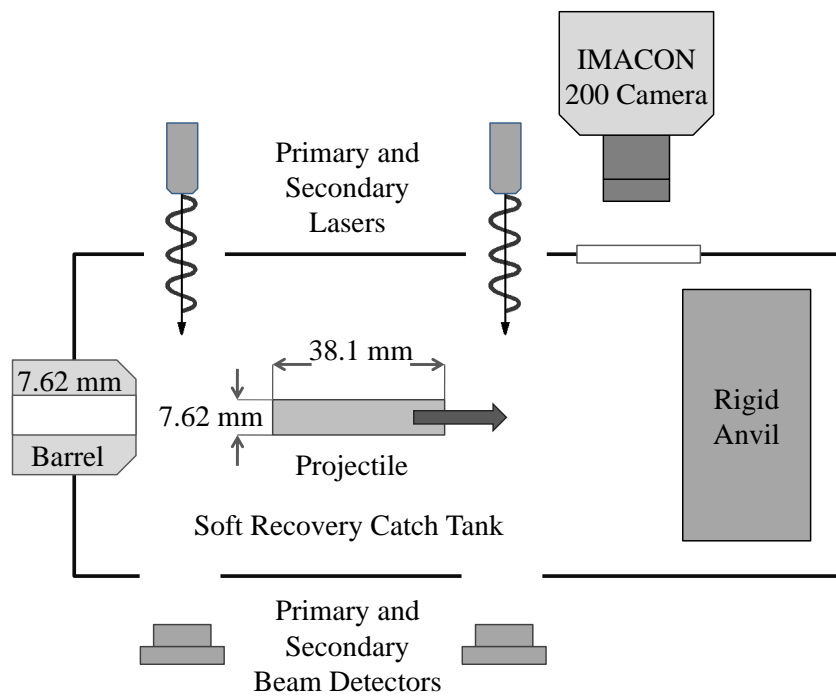 IMACON
200 Camera
Primary and
Secondary
Lasers
38.1 mm
7.62 mm
7.62 mm
Barrel
Projectile
Rigid
Anvil
Soft Recovery Catch Tank
Primary and
Secondary
Beam Detectors